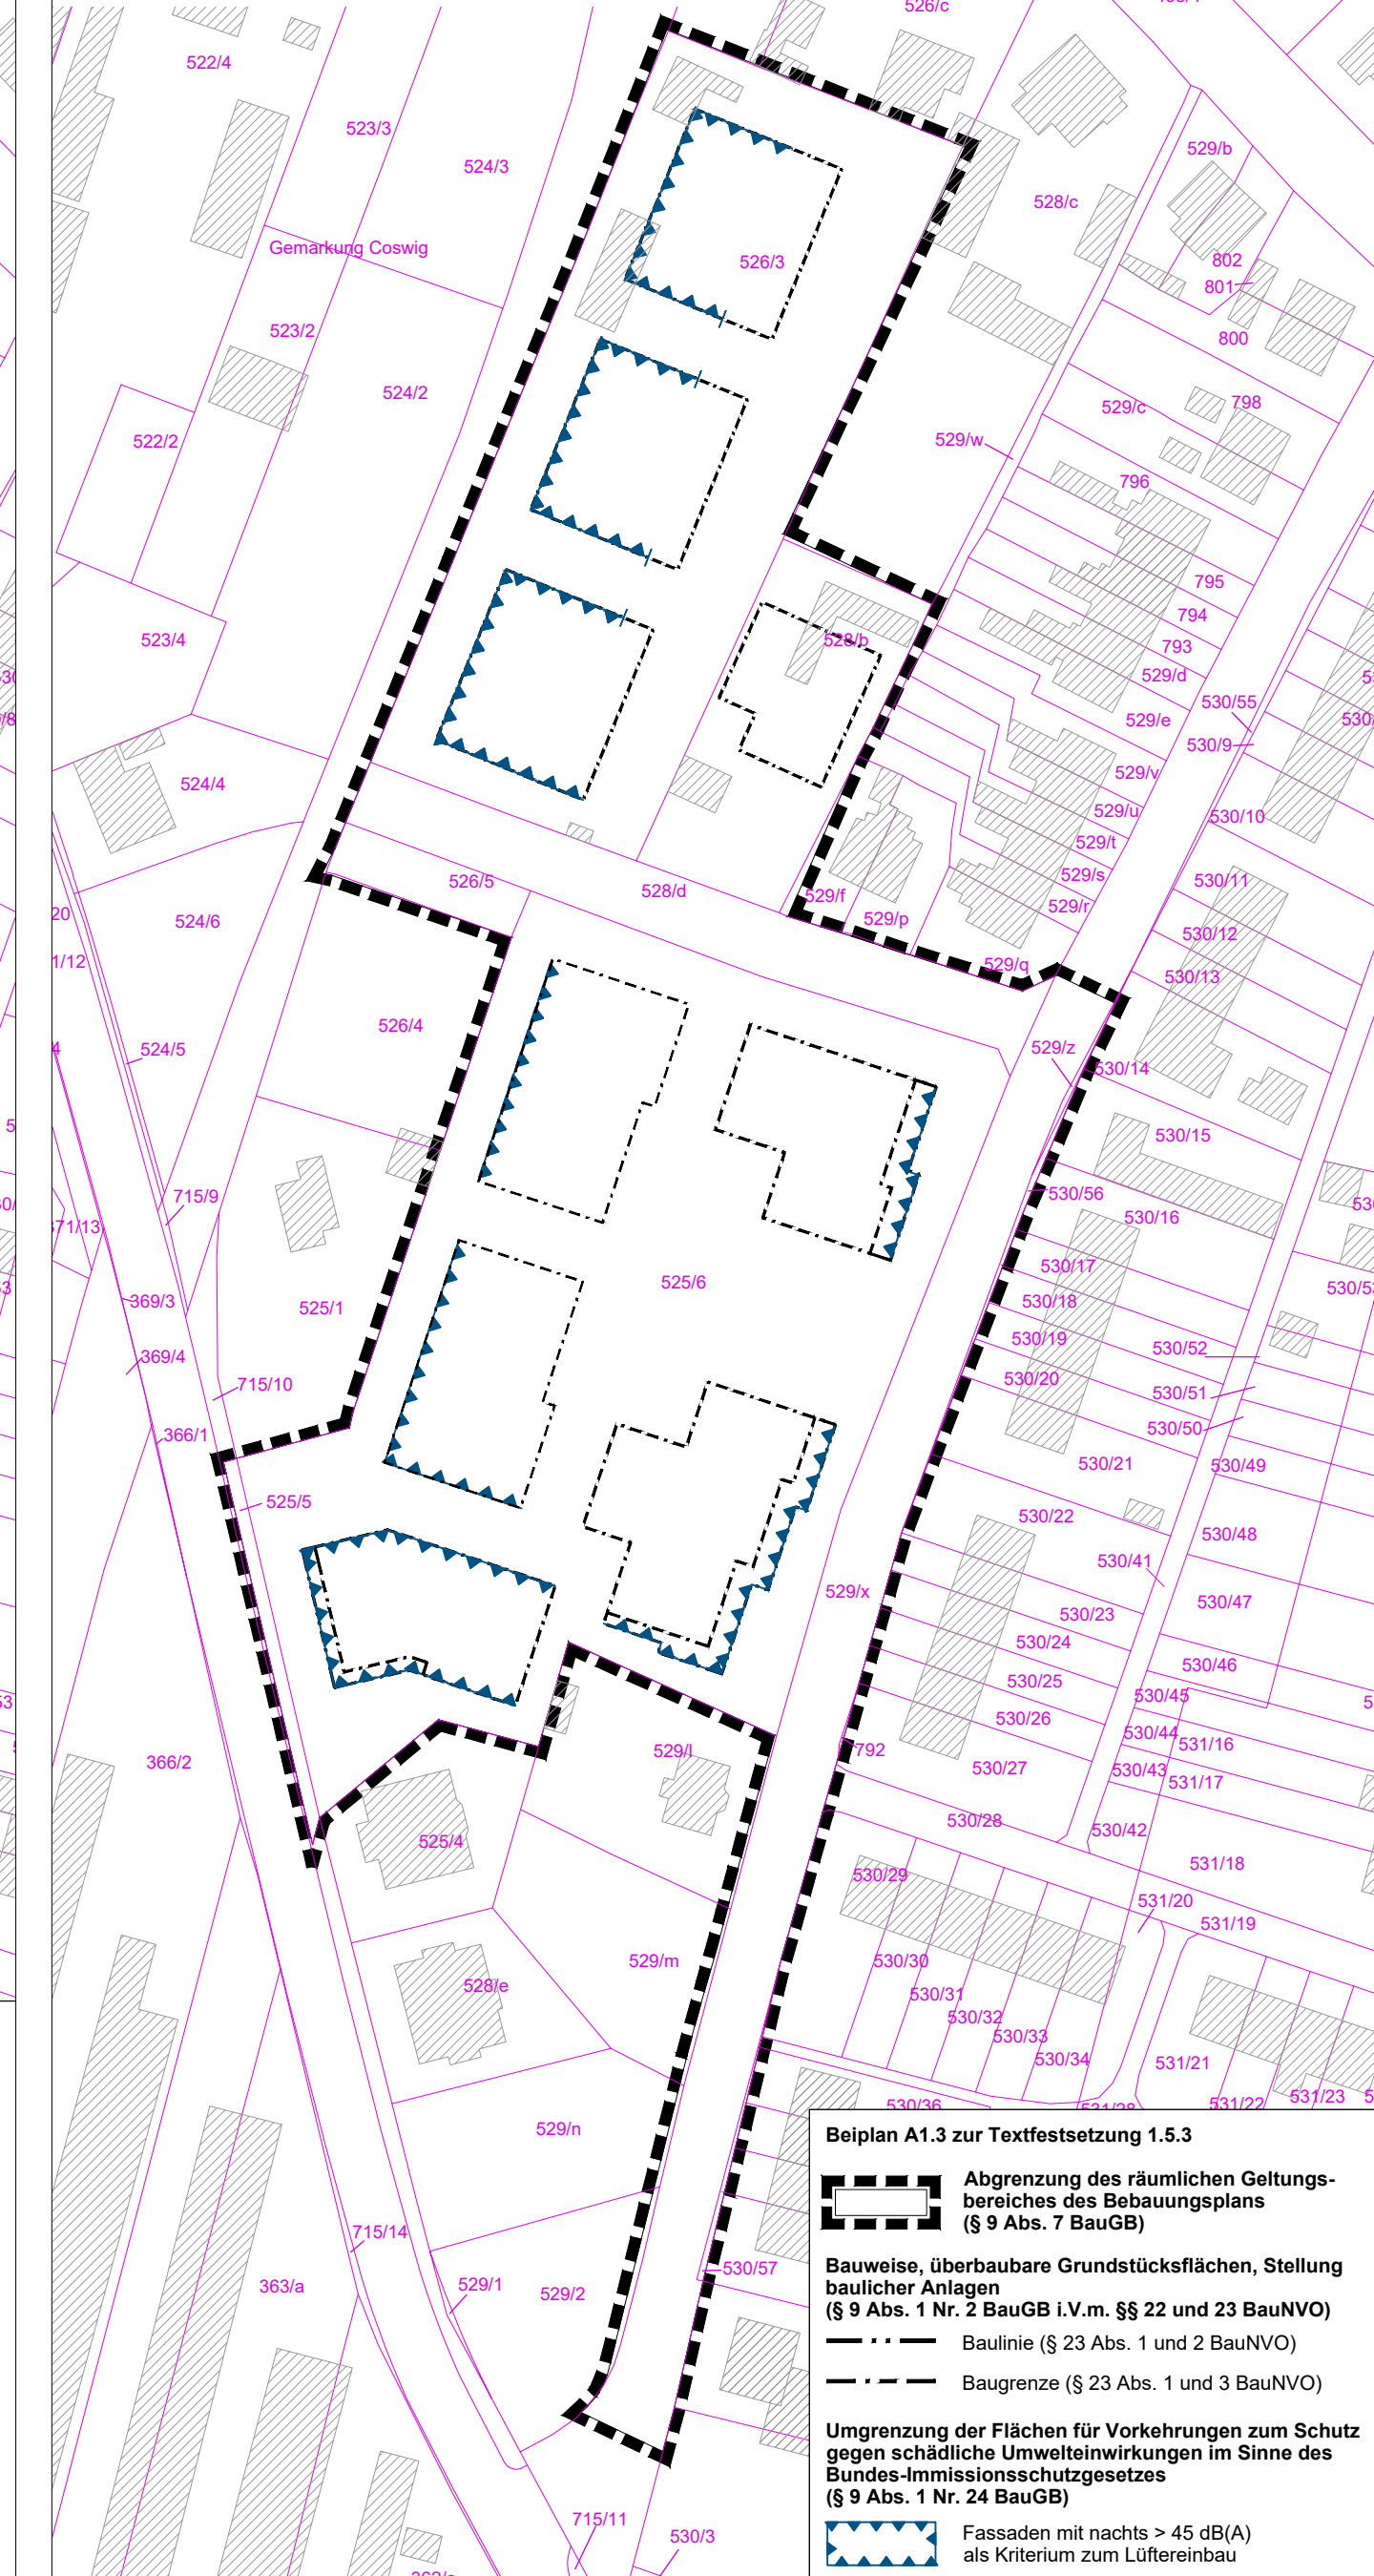 526/c
522/4
523/3
524/3
529/b
528/c
Gemarkung Coswig
526/3
802
801
523/2
800
524/2
529/c
798
522/2
529/w
796
795
794
523/4
528/b
793
529/d
530/55
529/e
530/9
529/v
524/4
529/u
530/10
529/t
526/5
528/d
529/s
530/11
529/f
529/r
524/6
529/p
530/12
1/12
529/q
530/13
526/4
524/5
529/z
530/14
530/15
715/9
530/56
371/13
530/16
530/17
525/6
369/3
525/1
530/18
530/19
530/52
369/4
530/20
715/10
530/51
530/50
366/1
530/21
530/49
525/5
530/22
530/48
530/41
529/x
530/47
530/23
530/24
530/46
530/25
530/45
530/26
530/44
529/l
792
531/16
366/2
530/27
530/43
531/17
530/28
530/42
525/4
531/18
530/29
531/20
531/19
529/m
530/30
528/e
530/31
530/32
530/33
530/34
531/21
531/23
530/36
531/22
529/n
715/14
530/57
529/1
529/2
363/a
715/11
530/3
Beiplan A1.3 zur Textfestsetzung 1.5.3
Abgrenzung des räumlichen Geltungs-
bereiches des Bebauungsplans
(§ 9 Abs. 7 BauGB)
Bauweise, überbaubare Grundstücksflächen, Stellung
baulicher Anlagen
(§ 9 Abs. 1 Nr. 2 BauGB i.V.m. §§ 22 und 23 BauNVO)
Baulinie (§ 23 Abs. 1 und 2 BauNVO)
Baugrenze (§ 23 Abs. 1 und 3 BauNVO)
Umgrenzung der Flächen für Vorkehrungen zum Schutz
gegen schädliche Umwelteinwirkungen im Sinne des
Bundes-Immissionsschutzgesetzes
(§ 9 Abs. 1 Nr. 24 BauGB)
Fassaden mit nachts > 45 dB(A)
als Kriterium zum Lüftereinbau